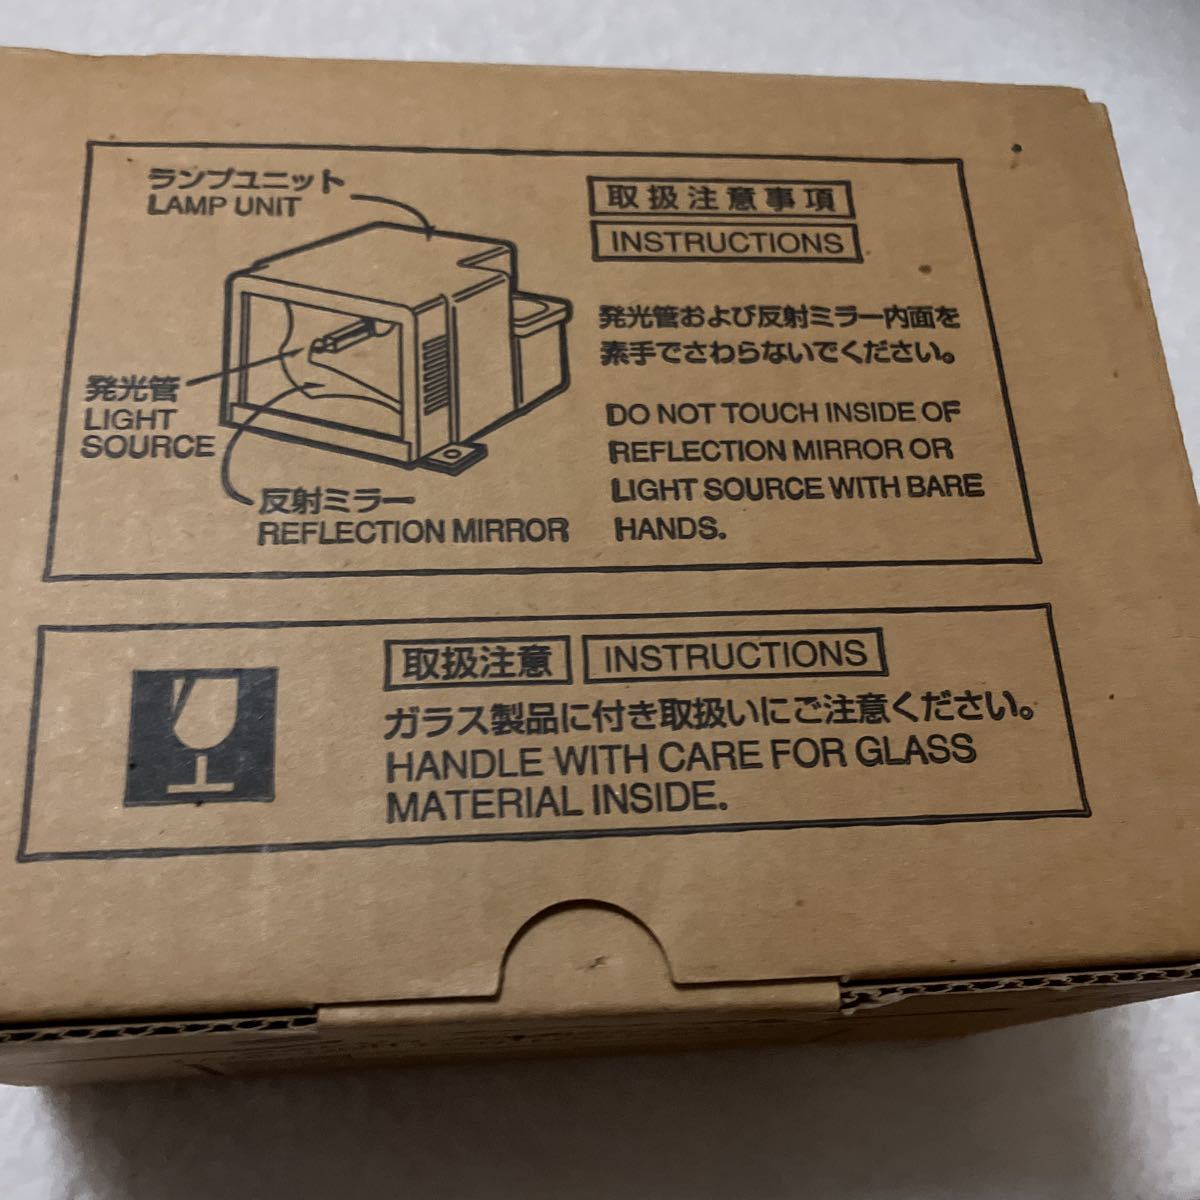 ランプユニット
LAMP UNIT
発光管
LIGHT
SOURCE
反射ミラー
REFLECTION MIRROR
取扱注意事項
INSTRUCTIONS
発光管および反射ミラー内面を
素手でさわらないでください。
DO NOT TOUCH INSIDE OF
REFLECTION MIRROR OR
LIGHT SOURCE WITH BARE
HANDS.
取扱注意 INSTRUCTIONS
ガラス製品に付き取扱いにご注意ください。
HANDLE WITH CARE FOR GLASS
MATERIAL INSIDE.